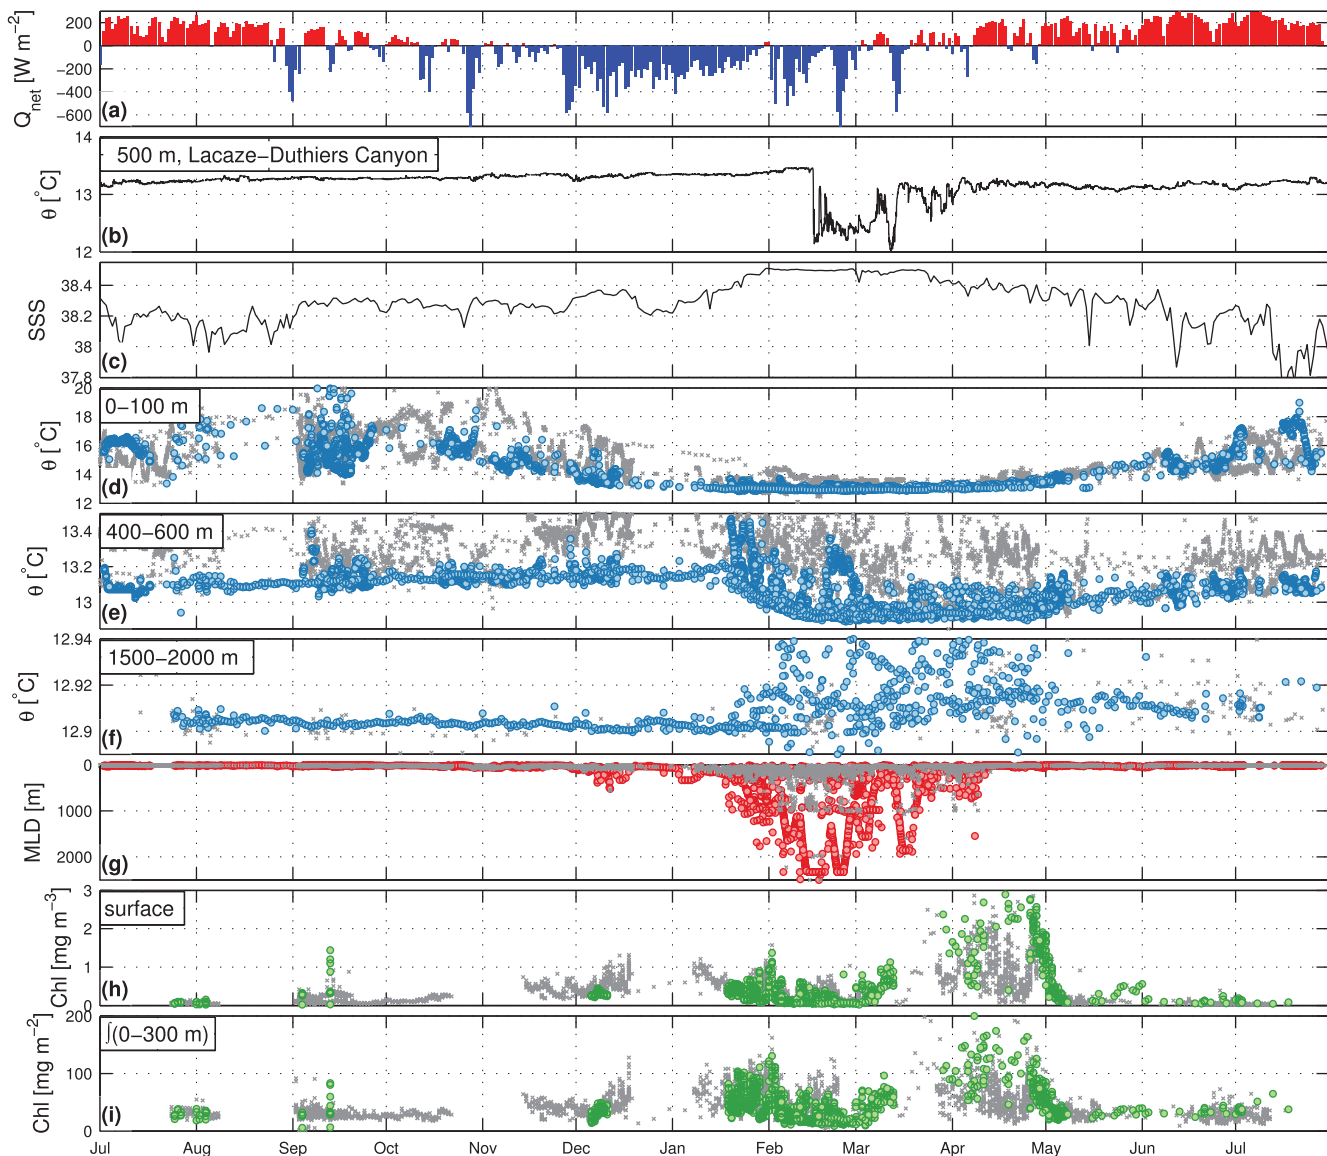 200
0
−200
−400
−600
Q_net [W m⁻²]
(a)
14
13
12
θ [°C]
500 m, Lacaze−Duthiers Canyon
(b)
38.4
38.2
38
37.8
SSS
(c)
20
18
16
14
12
θ [°C]
0−100 m
(d)
13.4
13.2
13
θ [°C]
400−600 m
(e)
12.94
12.92
12.9
θ [°C]
1500−2000 m
(f)
0
1000
2000
MLD [m]
(g)
3
2
1
0
Chl [mg m⁻³]
surface
(h)
200
100
0
Chl [mg m⁻²]
∫(0−300 m)
(i)
Jul Aug Sep Oct Nov Dec Jan Feb Mar Apr May Jun Jul